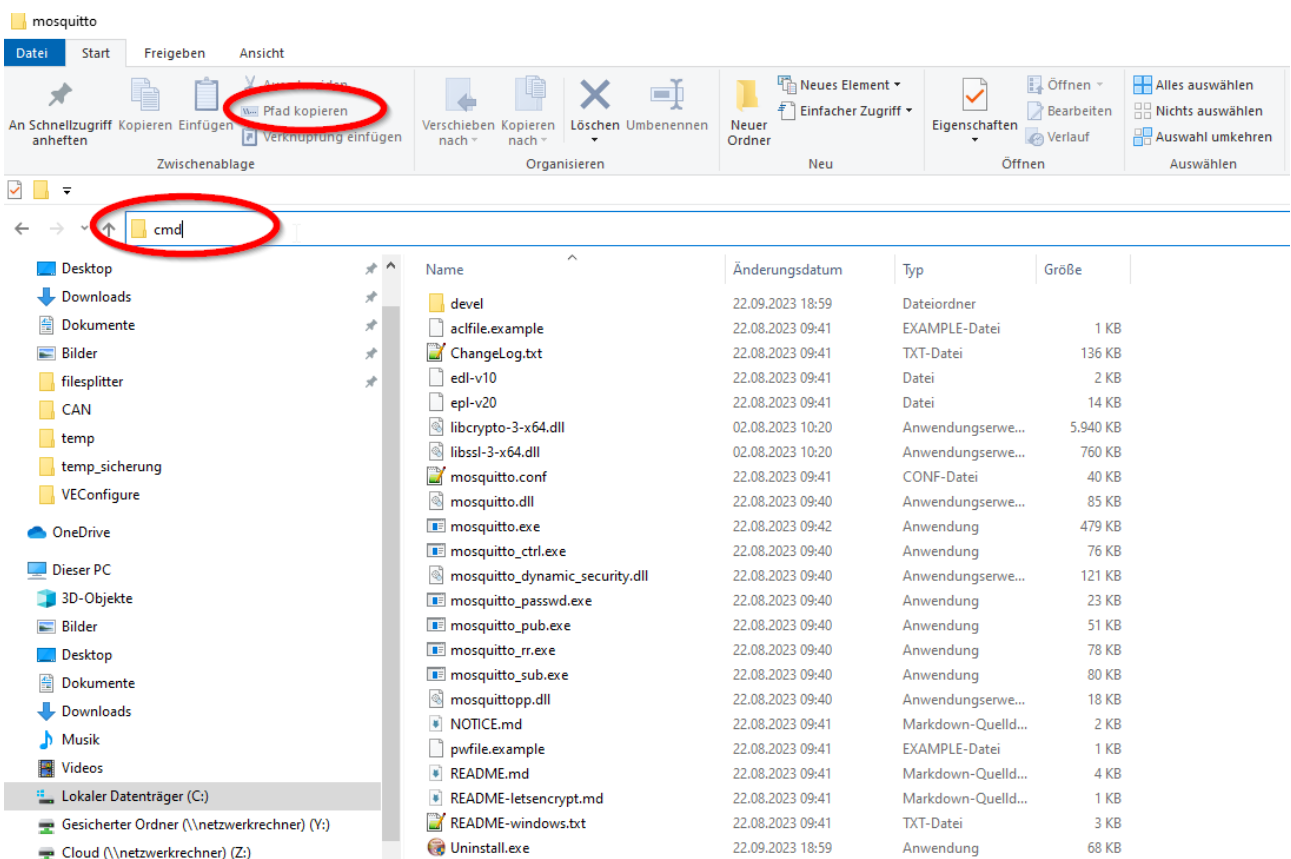 mosquitto
Datei Start Freigeben Ansicht
An Schnellzugriff anheften
Kopieren
Einfügen
Pfad kopieren
Verknüpfung einfügen
Zwischenablage
Verschieben nach
Kopieren nach
Löschen
Umbenennen
Organisieren
Neuer Ordner
Neues Element
Einfacher Zugriff
Neu
Eigenschaften
Öffnen
Bearbeiten
Verlauf
Öffnen
Alles auswählen
Nichts auswählen
Auswahl umkehren
Auswählen
cmd
Desktop
Downloads
Dokumente
Bilder
filesplitter
CAN
temp
temp_sicherung
VEConfigure
OneDrive
Dieser PC
3D-Objekte
Bilder
Desktop
Dokumente
Downloads
Musik
Videos
Lokaler Datenträger (C:)
Gesicherter Ordner (\\netzwerkrechner) (Y:)
Cloud (\\netzwerkrechner) (Z:)
Name Änderungsdatum Typ Größe
devel 22.09.2023 18:59 Dateiordner
aclfile.example 22.08.2023 09:41 EXAMPLE-Datei 1 KB
ChangeLog.txt 22.08.2023 09:41 TXT-Datei 136 KB
edl-v10 22.08.2023 09:41 Datei 2 KB
epl-v20 22.08.2023 09:41 Datei 14 KB
libcrypto-3-x64.dll 02.08.2023 10:20 Anwendungserwe... 5.940 KB
libssl-3-x64.dll 02.08.2023 10:20 Anwendungserwe... 760 KB
mosquitto.conf 22.08.2023 09:41 CONF-Datei 40 KB
mosquitto.dll 22.08.2023 09:40 Anwendungserwe... 85 KB
mosquitto.exe 22.08.2023 09:42 Anwendung 479 KB
mosquitto_ctrl.exe 22.08.2023 09:40 Anwendung 76 KB
mosquitto_dynamic_security.dll 22.08.2023 09:40 Anwendungserwe... 121 KB
mosquitto_passwd.exe 22.08.2023 09:40 Anwendung 23 KB
mosquitto_pub.exe 22.08.2023 09:40 Anwendung 51 KB
mosquitto_rr.exe 22.08.2023 09:40 Anwendung 78 KB
mosquitto_sub.exe 22.08.2023 09:40 Anwendung 80 KB
mosquittopp.dll 22.08.2023 09:40 Anwendungserwe... 18 KB
NOTICE.md 22.08.2023 09:41 Markdown-Quelld... 2 KB
pwfile.example 22.08.2023 09:41 EXAMPLE-Datei 1 KB
README.md 22.08.2023 09:41 Markdown-Quelld... 4 KB
README-letsencrypt.md 22.08.2023 09:41 Markdown-Quelld... 1 KB
README-windows.txt 22.08.2023 09:41 TXT-Datei 3 KB
Uninstall.exe 22.09.2023 18:59 Anwendung 68 KB